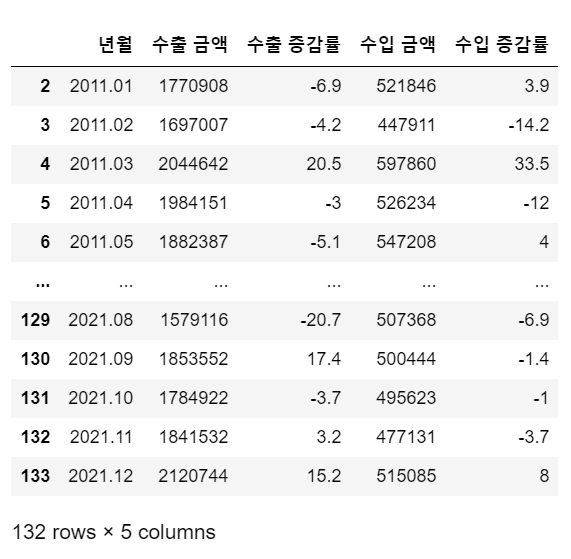 년월 수출 금액 수출 증감률 수입 금액 수입 증감률
2 2011.01 1770908 -6.9 521846 3.9
3 2011.02 1697007 -4.2 447911 -14.2
4 2011.03 2044642 20.5 597860 33.5
5 2011.04 1984151 -3 526234 -12
6 2011.05 1882387 -5.1 547208 4
... ... ... ... ... ...
129 2021.08 1579116 -20.7 507368 -6.9
130 2021.09 1853552 17.4 500444 -1.4
131 2021.10 1784922 -3.7 495623 -1
132 2021.11 1841532 3.2 477131 -3.7
133 2021.12 2120744 15.2 515085 8
132 rows × 5 columns